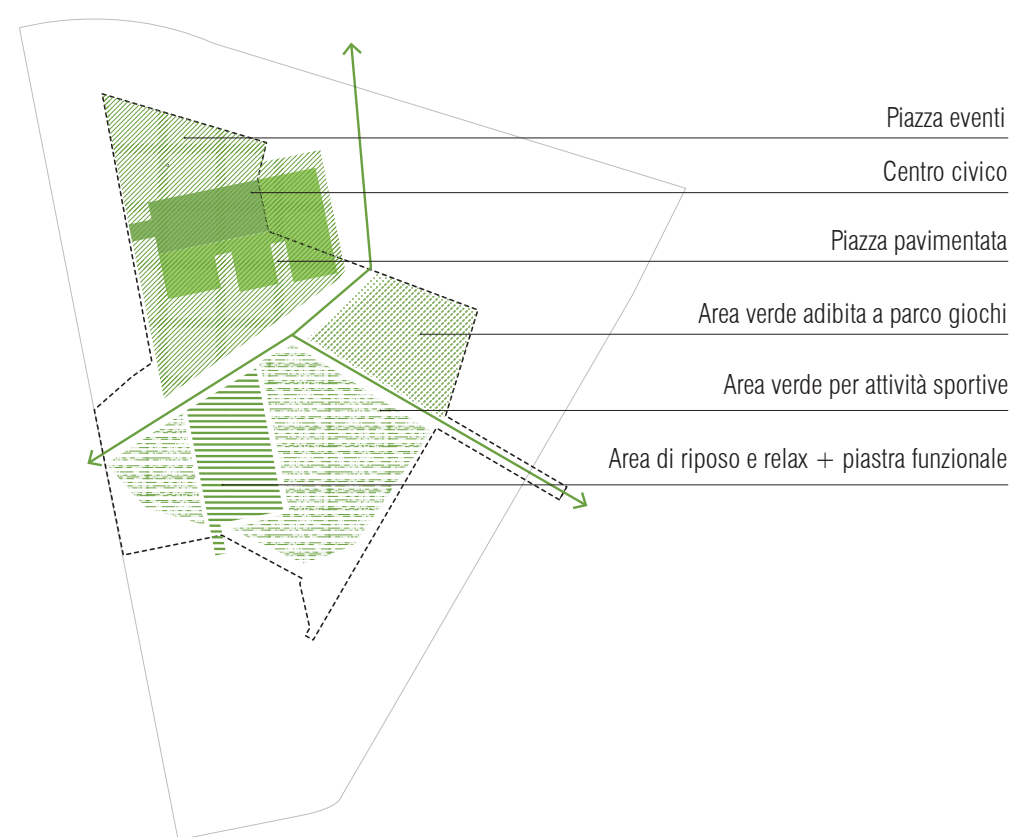 Piazza eventi
Centro civico
Piazza pavimentata
Area verde adibita a parco giochi
Area verde per attività sportive
Area di riposo e relax + piastra funzionale